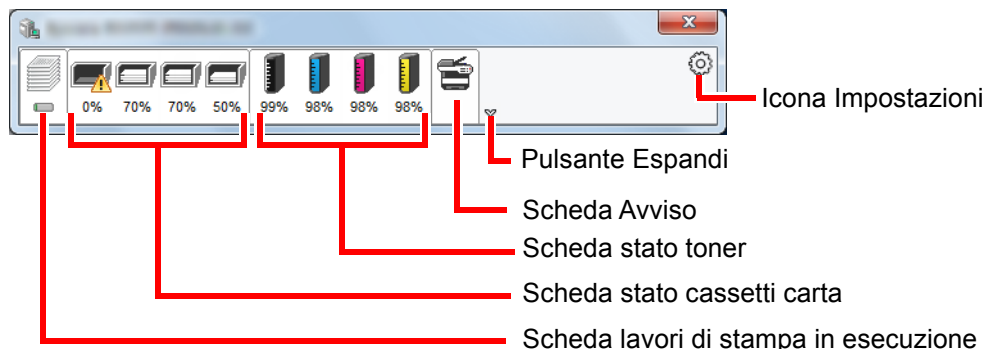 0% 70% 70% 50% 99% 98% 98% 98%
Icona Impostazioni
Pulsante Espandi
Scheda Avviso
Scheda stato toner
Scheda stato cassetti carta
Scheda lavori di stampa in esecuzione